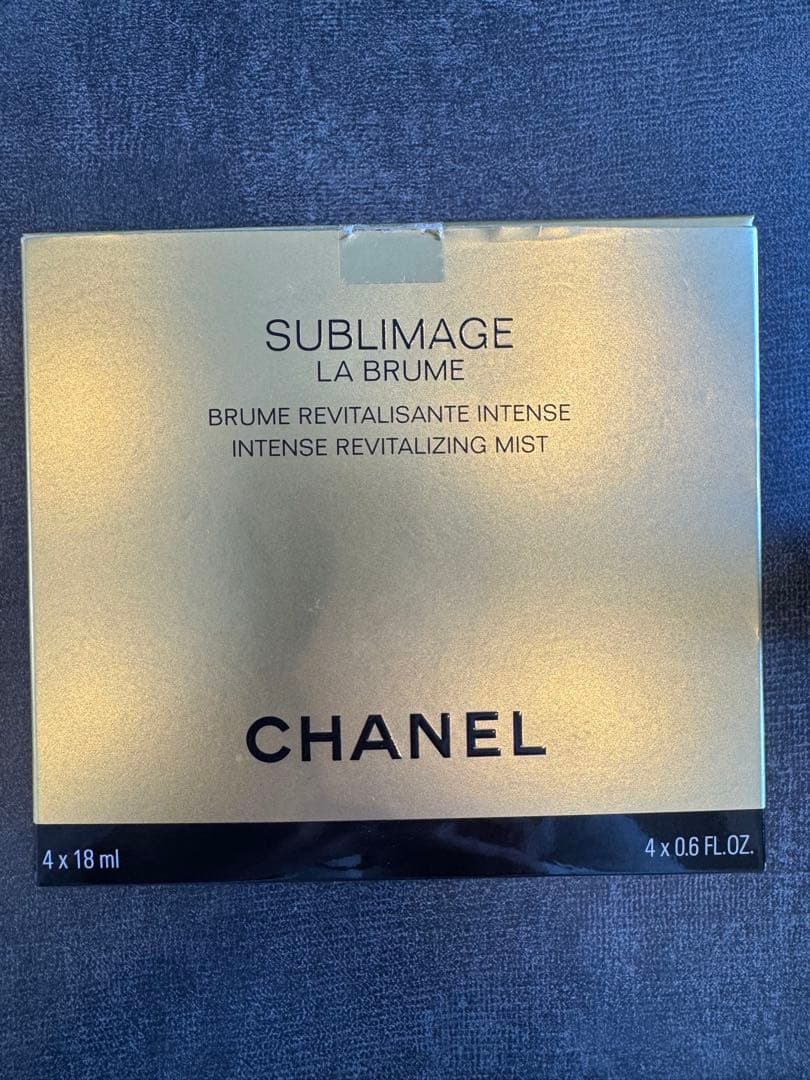 SUBLIMAGE
LA BRUME
BRUME REVITALISANTE INTENSE
INTENSE REVITALIZING MIST
CHANEL
4 x 18 ml
4 x 0.6 FL.OZ.